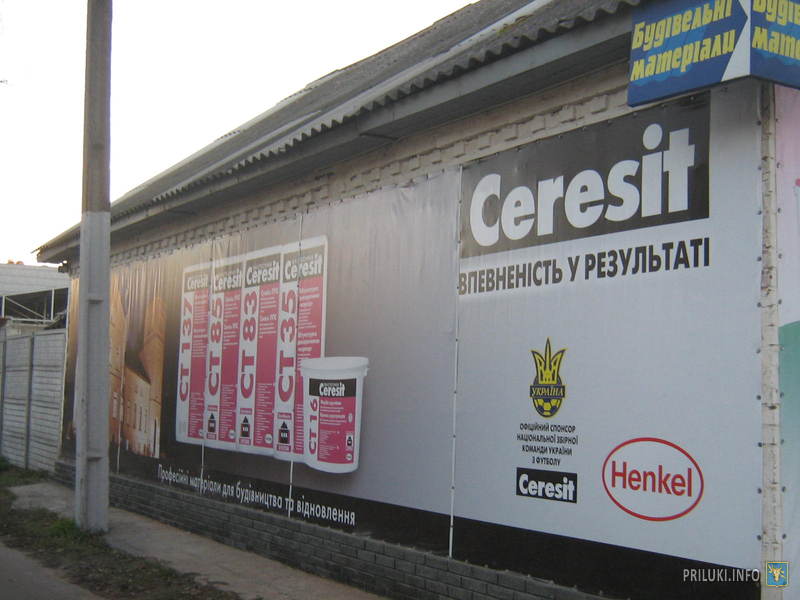 Будівельні
матеріали
Ceresit
ВПЕВНЕНІСТЬ У РЕЗУЛЬТАТІ
Ceresit
Ceresit
Ceresit
Ceresit
CT 137
CT 85
CT 83
CT 35
Ceresit
CT 16
УКРАЇНА
ОФІЦІЙНИЙ СПОНСОР
НАЦІОНАЛЬНОЇ ЗБІРНОЇ
КОМАНДИ УКРАЇНИ
З ФУТБОЛУ
Ceresit
Henkel
Професійні матеріали для будівництва та відновлення
PRILUKI.INFO